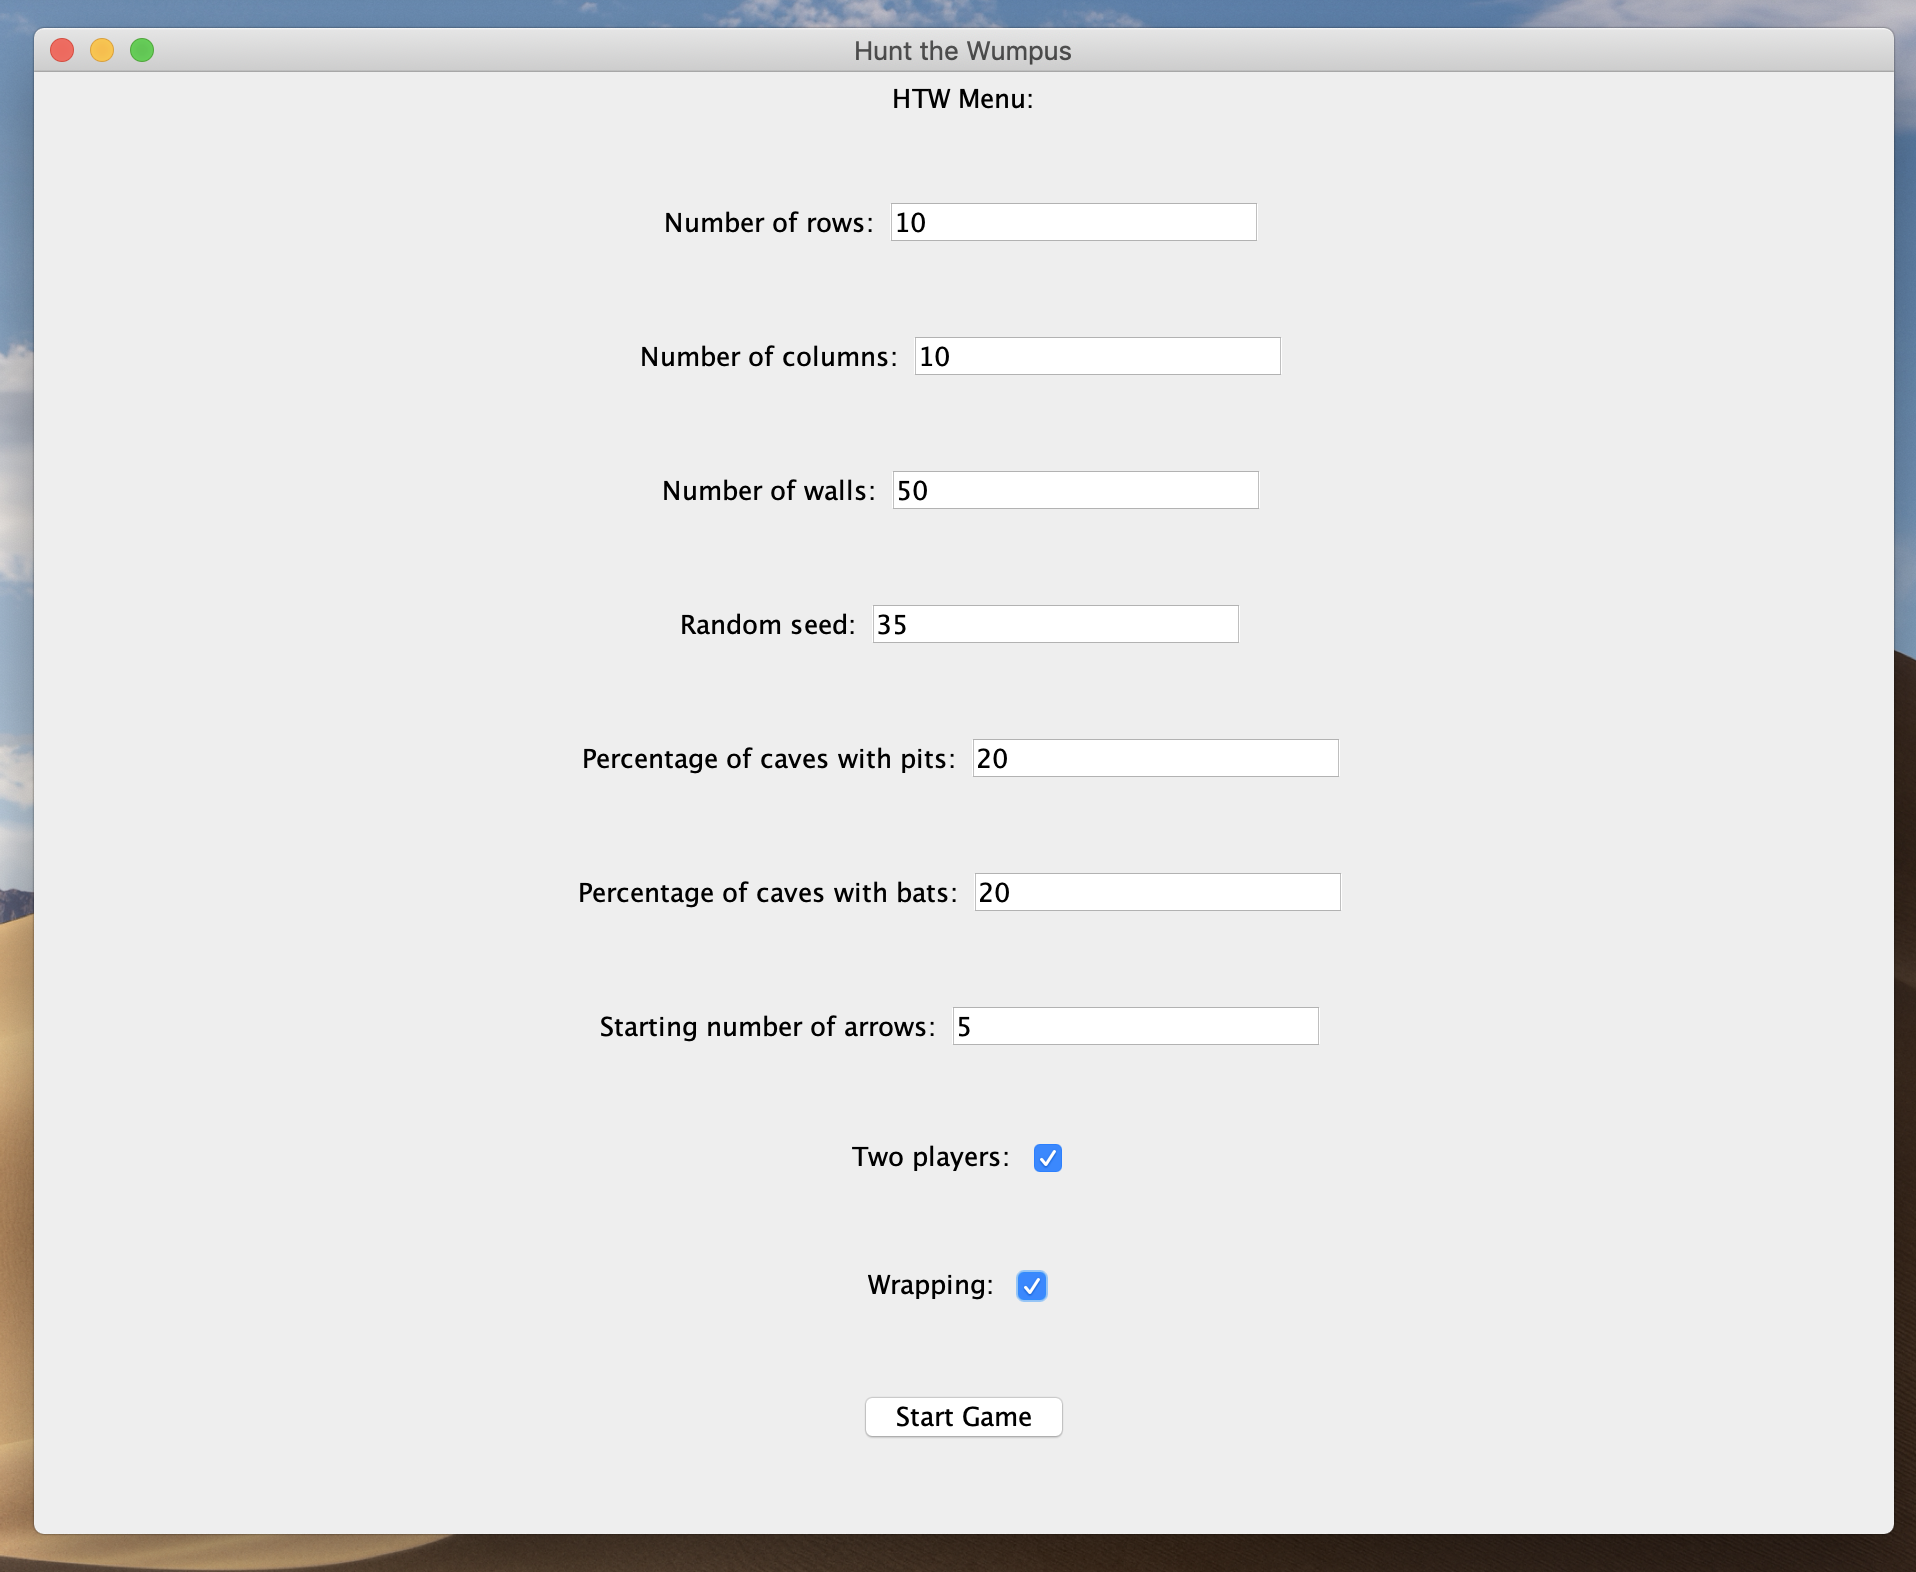 Hunt the Wumpus
HTW Menu:
Number of rows: 10
Number of columns: 10
Number of walls: 50
Random seed: 35
Percentage of caves with pits: 20
Percentage of caves with bats: 20
Starting number of arrows: 5
Two players:
Wrapping:
Start Game